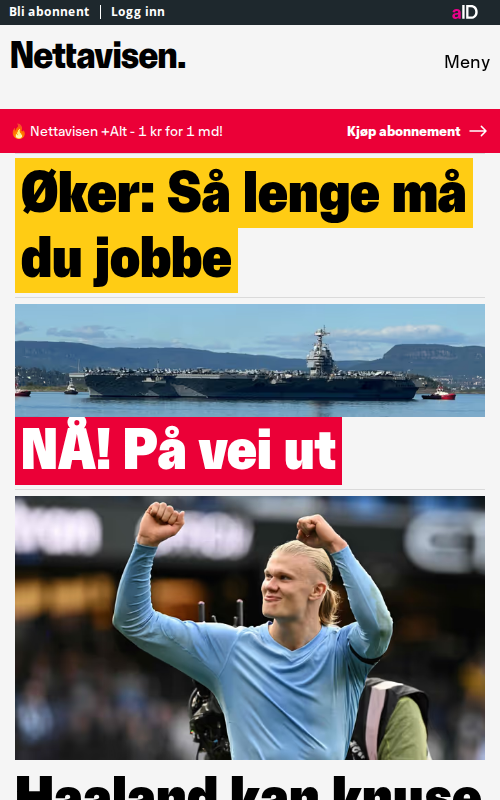 Bli abonnent | Logg inn
aID
Nettavisen.
Meny
🔥 Nettavisen +Alt - 1 kr for 1 md!
Kjøp abonnement →
Øker: Så lenge må
du jobbe
NÅ! På vei ut
Haaland kan knuse